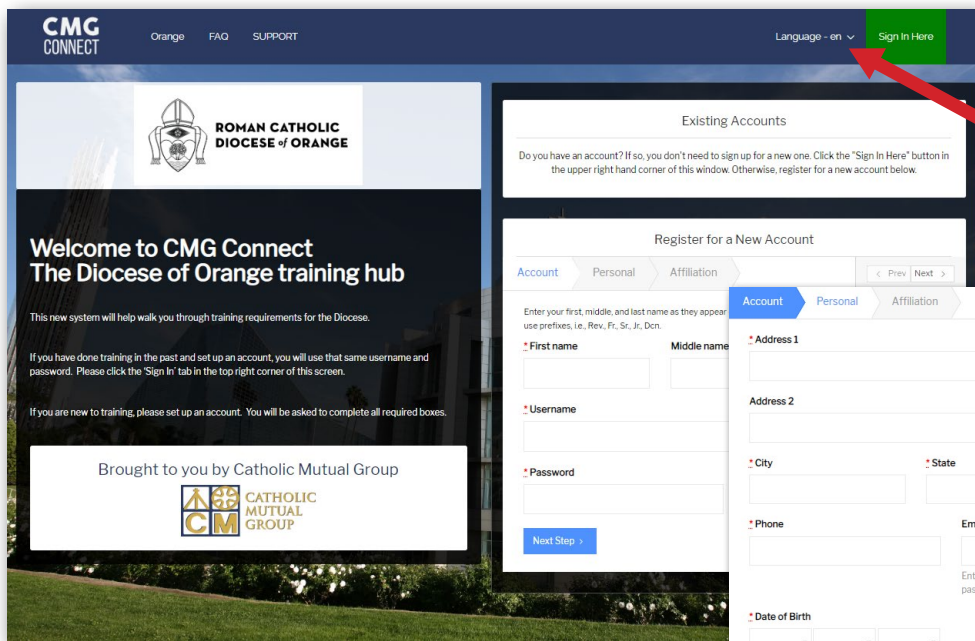 CMG
CONNECT
Orange FAQ SUPPORT
Language - en
Sign In Here
ROMAN CATHOLIC
DIOCESE of ORANGE
Welcome to CMG Connect
The Diocese of Orange training hub
This new system will help walk you through training requirements for the Diocese.
If you have done training in the past and set up an account, you will use that same username and
password. Please click the 'Sign In' tab in the top right corner of this screen.
If you are new to training, please set up an account. You will be asked to complete all required boxes.
Brought to you by Catholic Mutual Group
CM
CATHOLIC
MUTUAL
GROUP
Existing Accounts
Do you have an account? If so, you don't need to sign up for a new one. Click the "Sign In Here" button in
the upper right hand corner of this window. Otherwise, register for a new account below.
Register for a New Account
Account Personal Affiliation
< Prev Next >
Enter your first, middle, and last name as they appear
use prefixes, i.e., Rev., Fr., Sr., Jr., Dcn.
* First name Middle name
* Username
* Password
Next Step >
Account Personal Affiliation
* Address 1
Address 2
* City * State
* Phone Em
Ent
pas
* Date of Birth